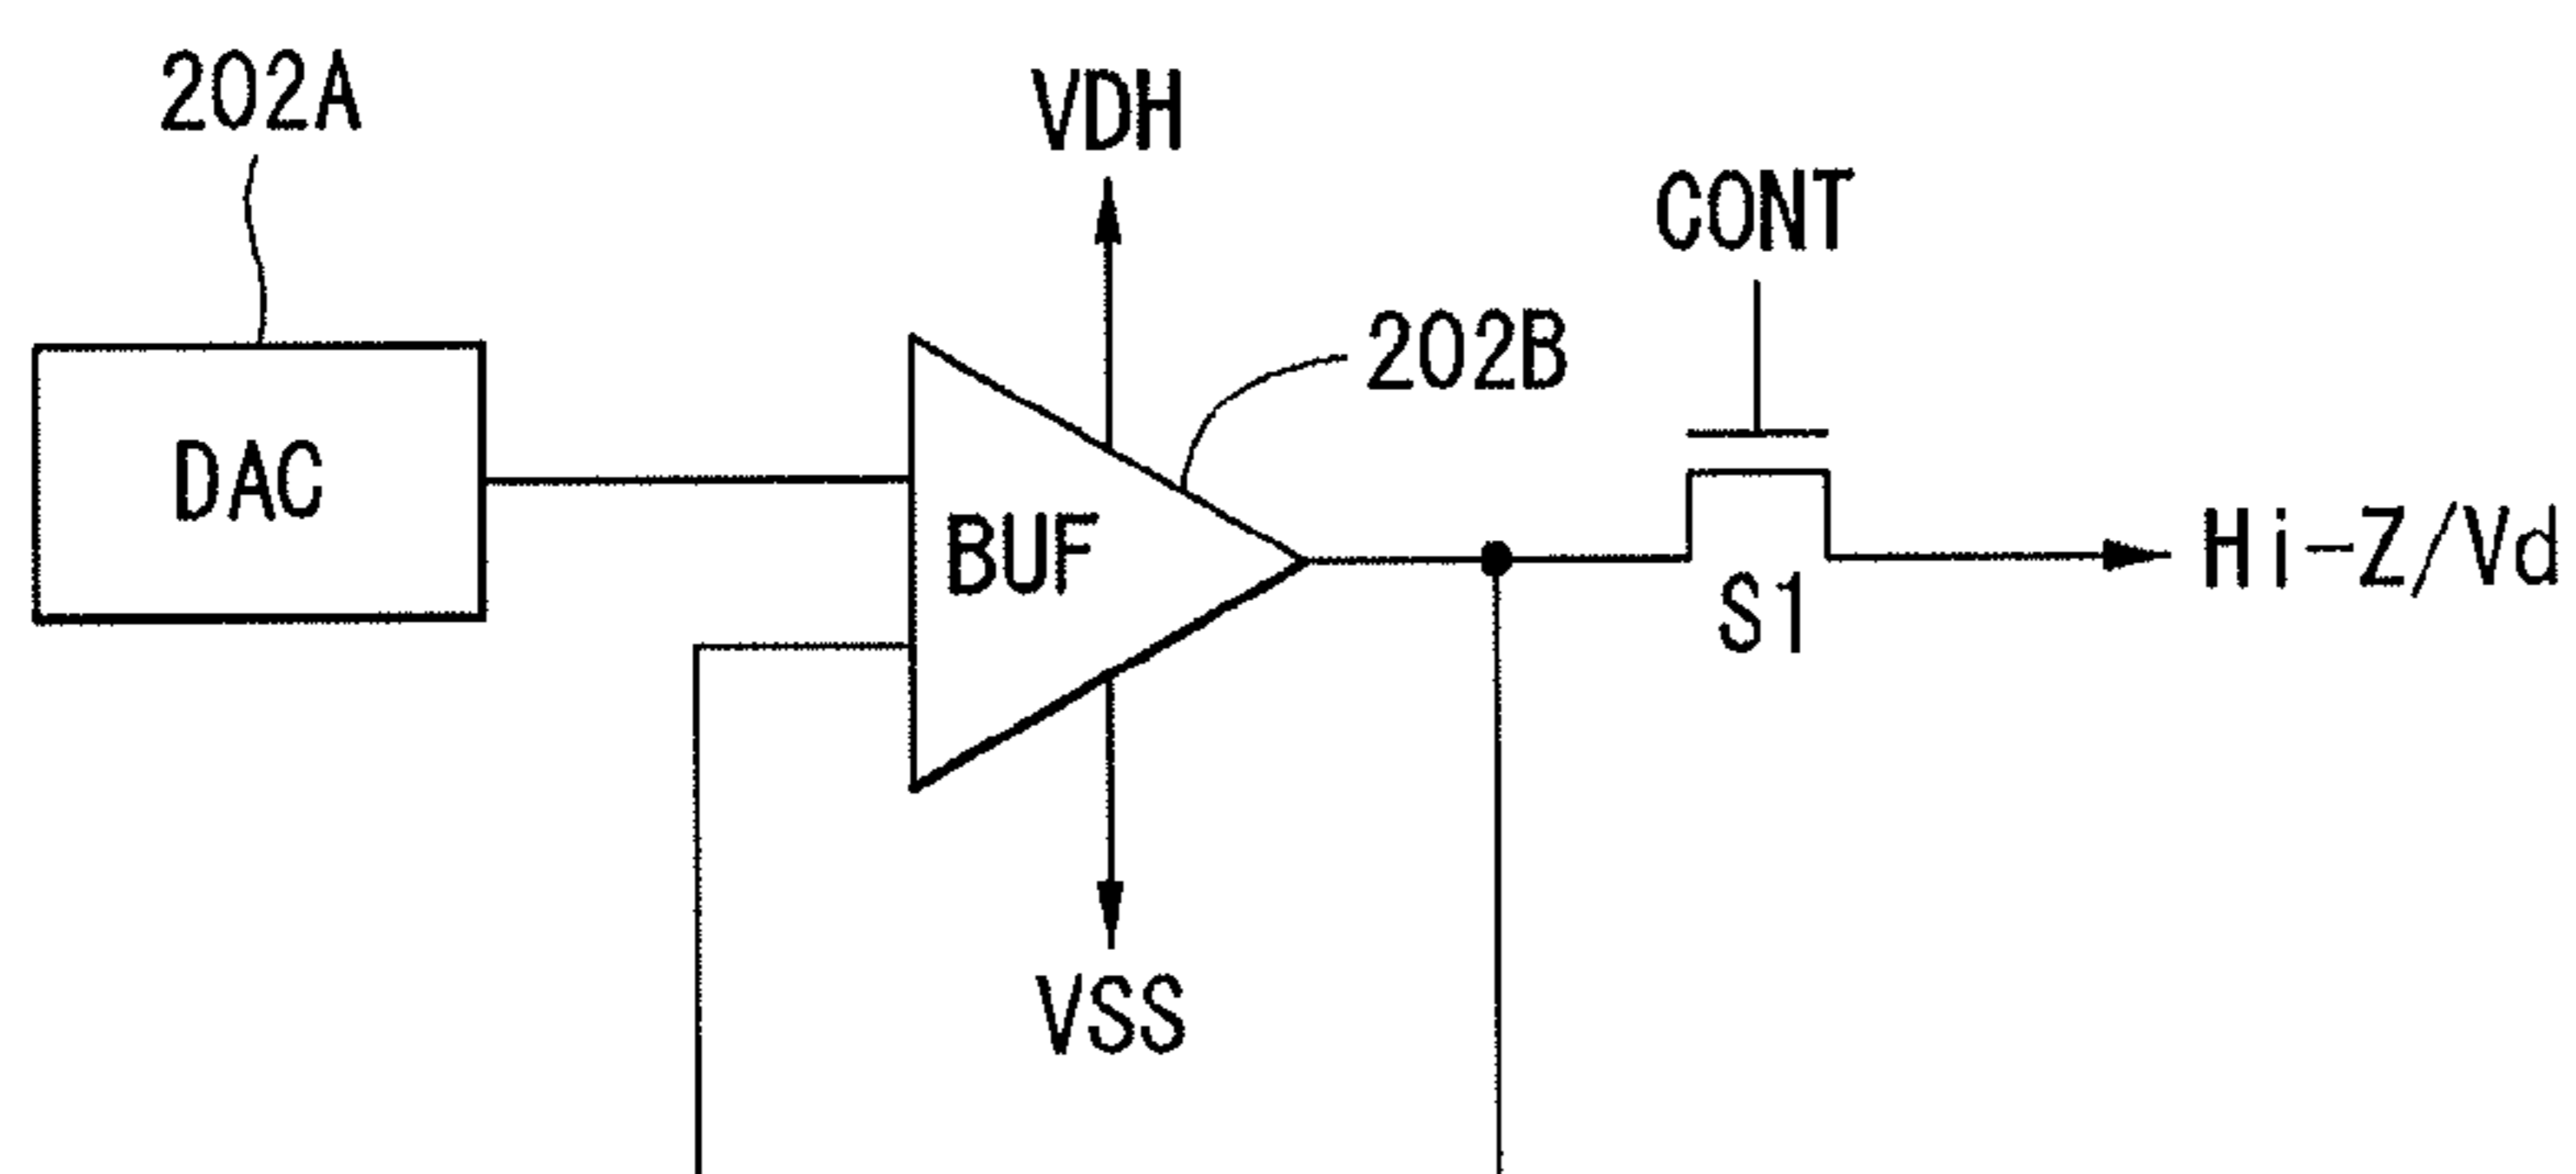 202A
VDH
CONT
202B
DAC
BUF
Hi-Z/Vd
S1
VSS